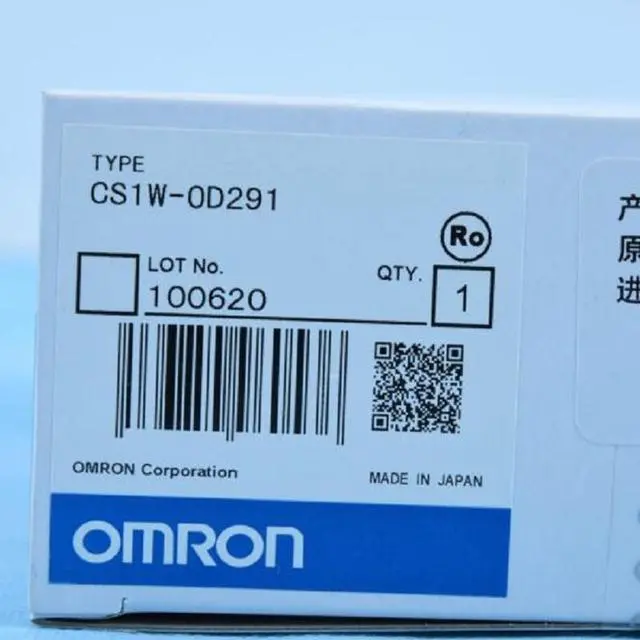 TYPE
CS1W-OD291
Ro
LOT No.
100620
QTY.
1
OMRON Corporation
MADE IN JAPAN
OMRON
产
原
进